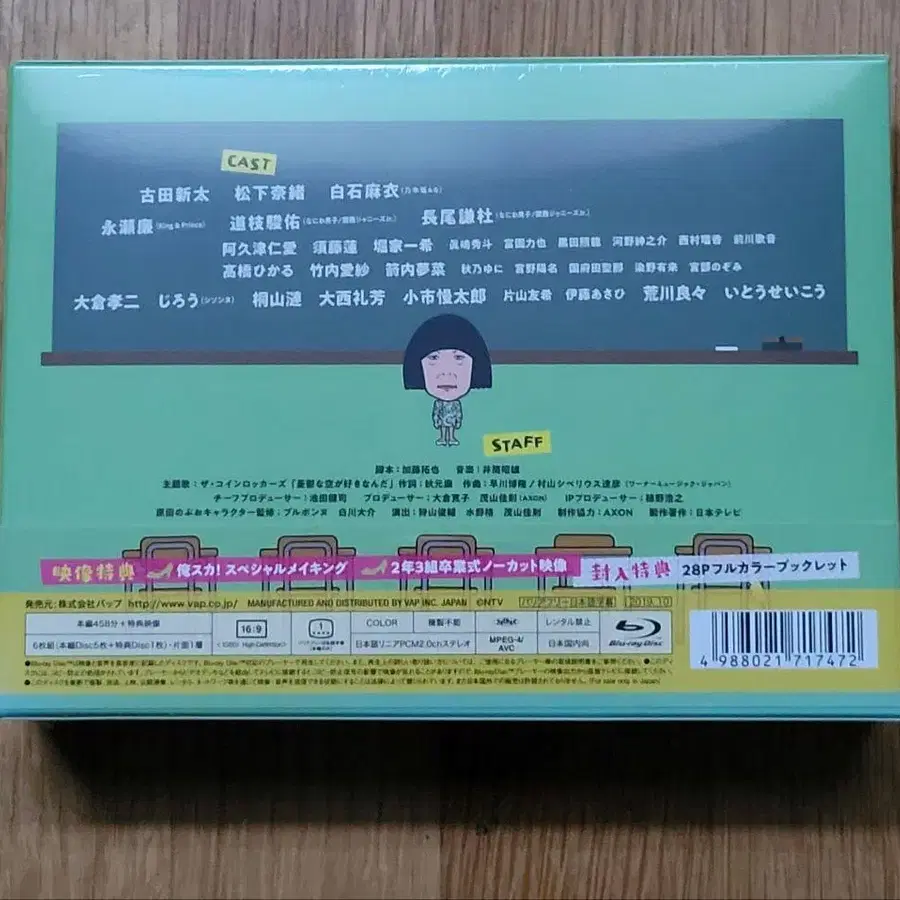 CAST
古田新太 松下奈緒 白石麻衣(乃木坂46)
永瀬廉(King & Prince) 道枝駿佑(なにわ男子/関西ジャニーズJr.) 長尾謙杜(なにわ男子/関西ジャニーズJr.)
阿久津仁愛 須藤蓮 堀家一希 眞嶋秀斗 富園力也 黒田照龍 河野紳之介 西村瑠香 前川歌音
高橋ひかる 竹内愛紗 箭内夢菜 秋乃ゆに 宮野陽名 国府田聖那 染野有来 宮部のぞみ
大倉孝二 じろう(シソンヌ) 桐山漣 大西礼芳 小市慢太郎 片山友希 伊藤あさひ 荒川良々 いとうせいこう
STAFF
脚本:加藤拓也 音楽:井筒昭雄
主題歌:ザ・コインロッカーズ「憂鬱な空が好きなんだ」作詞:秋元康 作曲:早川博隆/村山シベリウス達彦(ワーナーミュージック・ジャパン)
チーフプロデューサー:池田健司 プロデューサー:大倉寛子 茂山佳則(AXON) IPプロデューサー:植野浩之
原田のぶおキャラクター監修:ブルボンヌ 白川大介 演出:狩山俊輔 水野格 茂山佳則 制作協力:AXON 製作著作:日本テレビ
映像特典 俺スカ!スペシャルメイキング 2年3組卒業式ノーカット映像 封入特典 28Pフルカラーブックレット
発売元:株式会社バップ http://www.vap.co.jp/ MANUFACTURED AND DISTRIBUTED BY VAP INC. JAPAN ©NTV バリアフリー日本語字幕 2019.10
本編458分+特典映像 16:9 1 COLOR 複製不能 レンタル禁止
6枚組(本編Disc5枚+特典Disc1枚)・片面1層 日本語リニアPCM2.0chステレオ MPEG-4/AVC 日本国内向
Blu-ray Disc
4 988021 717472